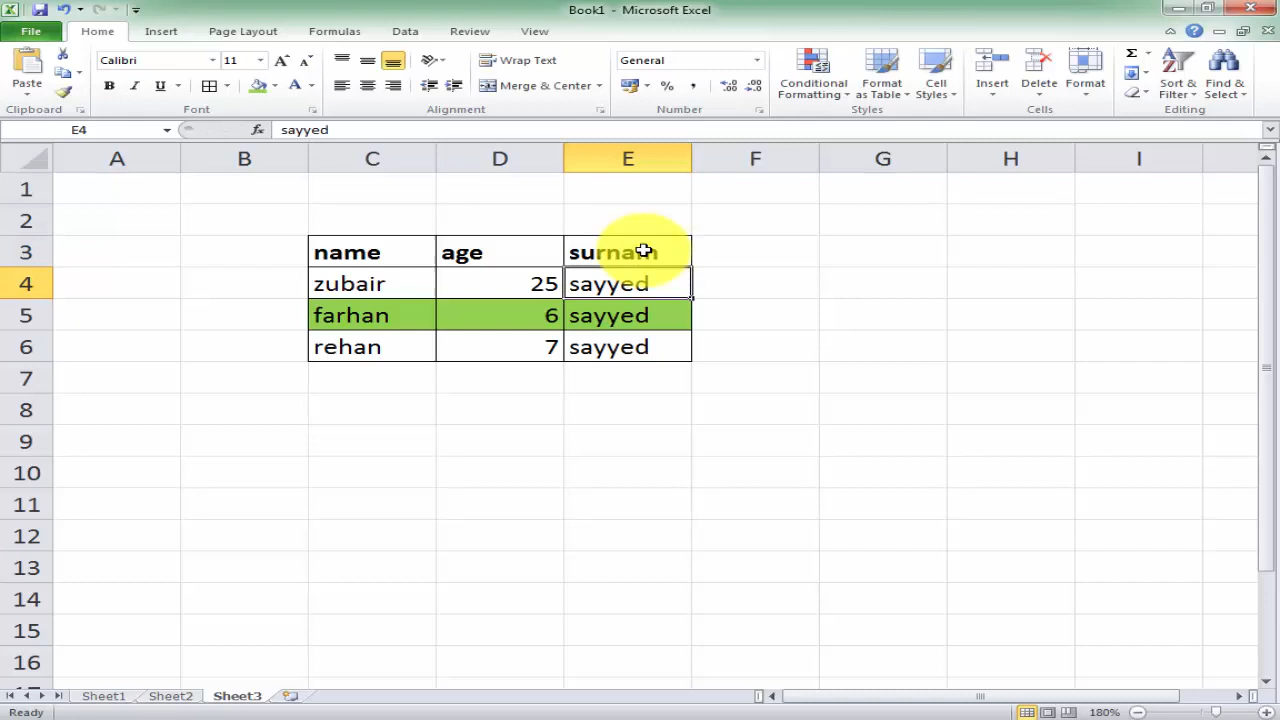 Book1 - Microsoft Excel
File Home Insert Page Layout Formulas Data Review View
Paste
Calibri 11
B I U A
Wrap Text
Merge & Center
General
% ,
Conditional Formatting
Format as Table
Cell Styles
Insert
Delete
Format
Σ
Sort & Filter
Find & Select
Clipboard Font Alignment Number Styles Cells Editing
E4 fx sayyed
A B C D E F G H I
1
2
3 name age surnam
4 zubair 25 sayyed
5 farhan 6 sayyed
6 rehan 7 sayyed
7
8
9
10
11
12
13
14
15
16
Sheet1 Sheet2 Sheet3
Ready 180%